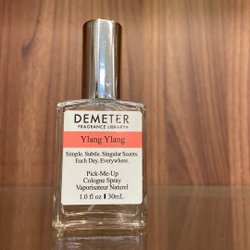 DEMETER
FRAGRANCE LIBRARY®
Ylang Ylang
Simple. Subtle. Singular Scents.
Each Day. Everywhere.
Pick-Me-Up
Cologne Spray
Vaporisateur Naturel
1.0 fl oz ℮ 30mL